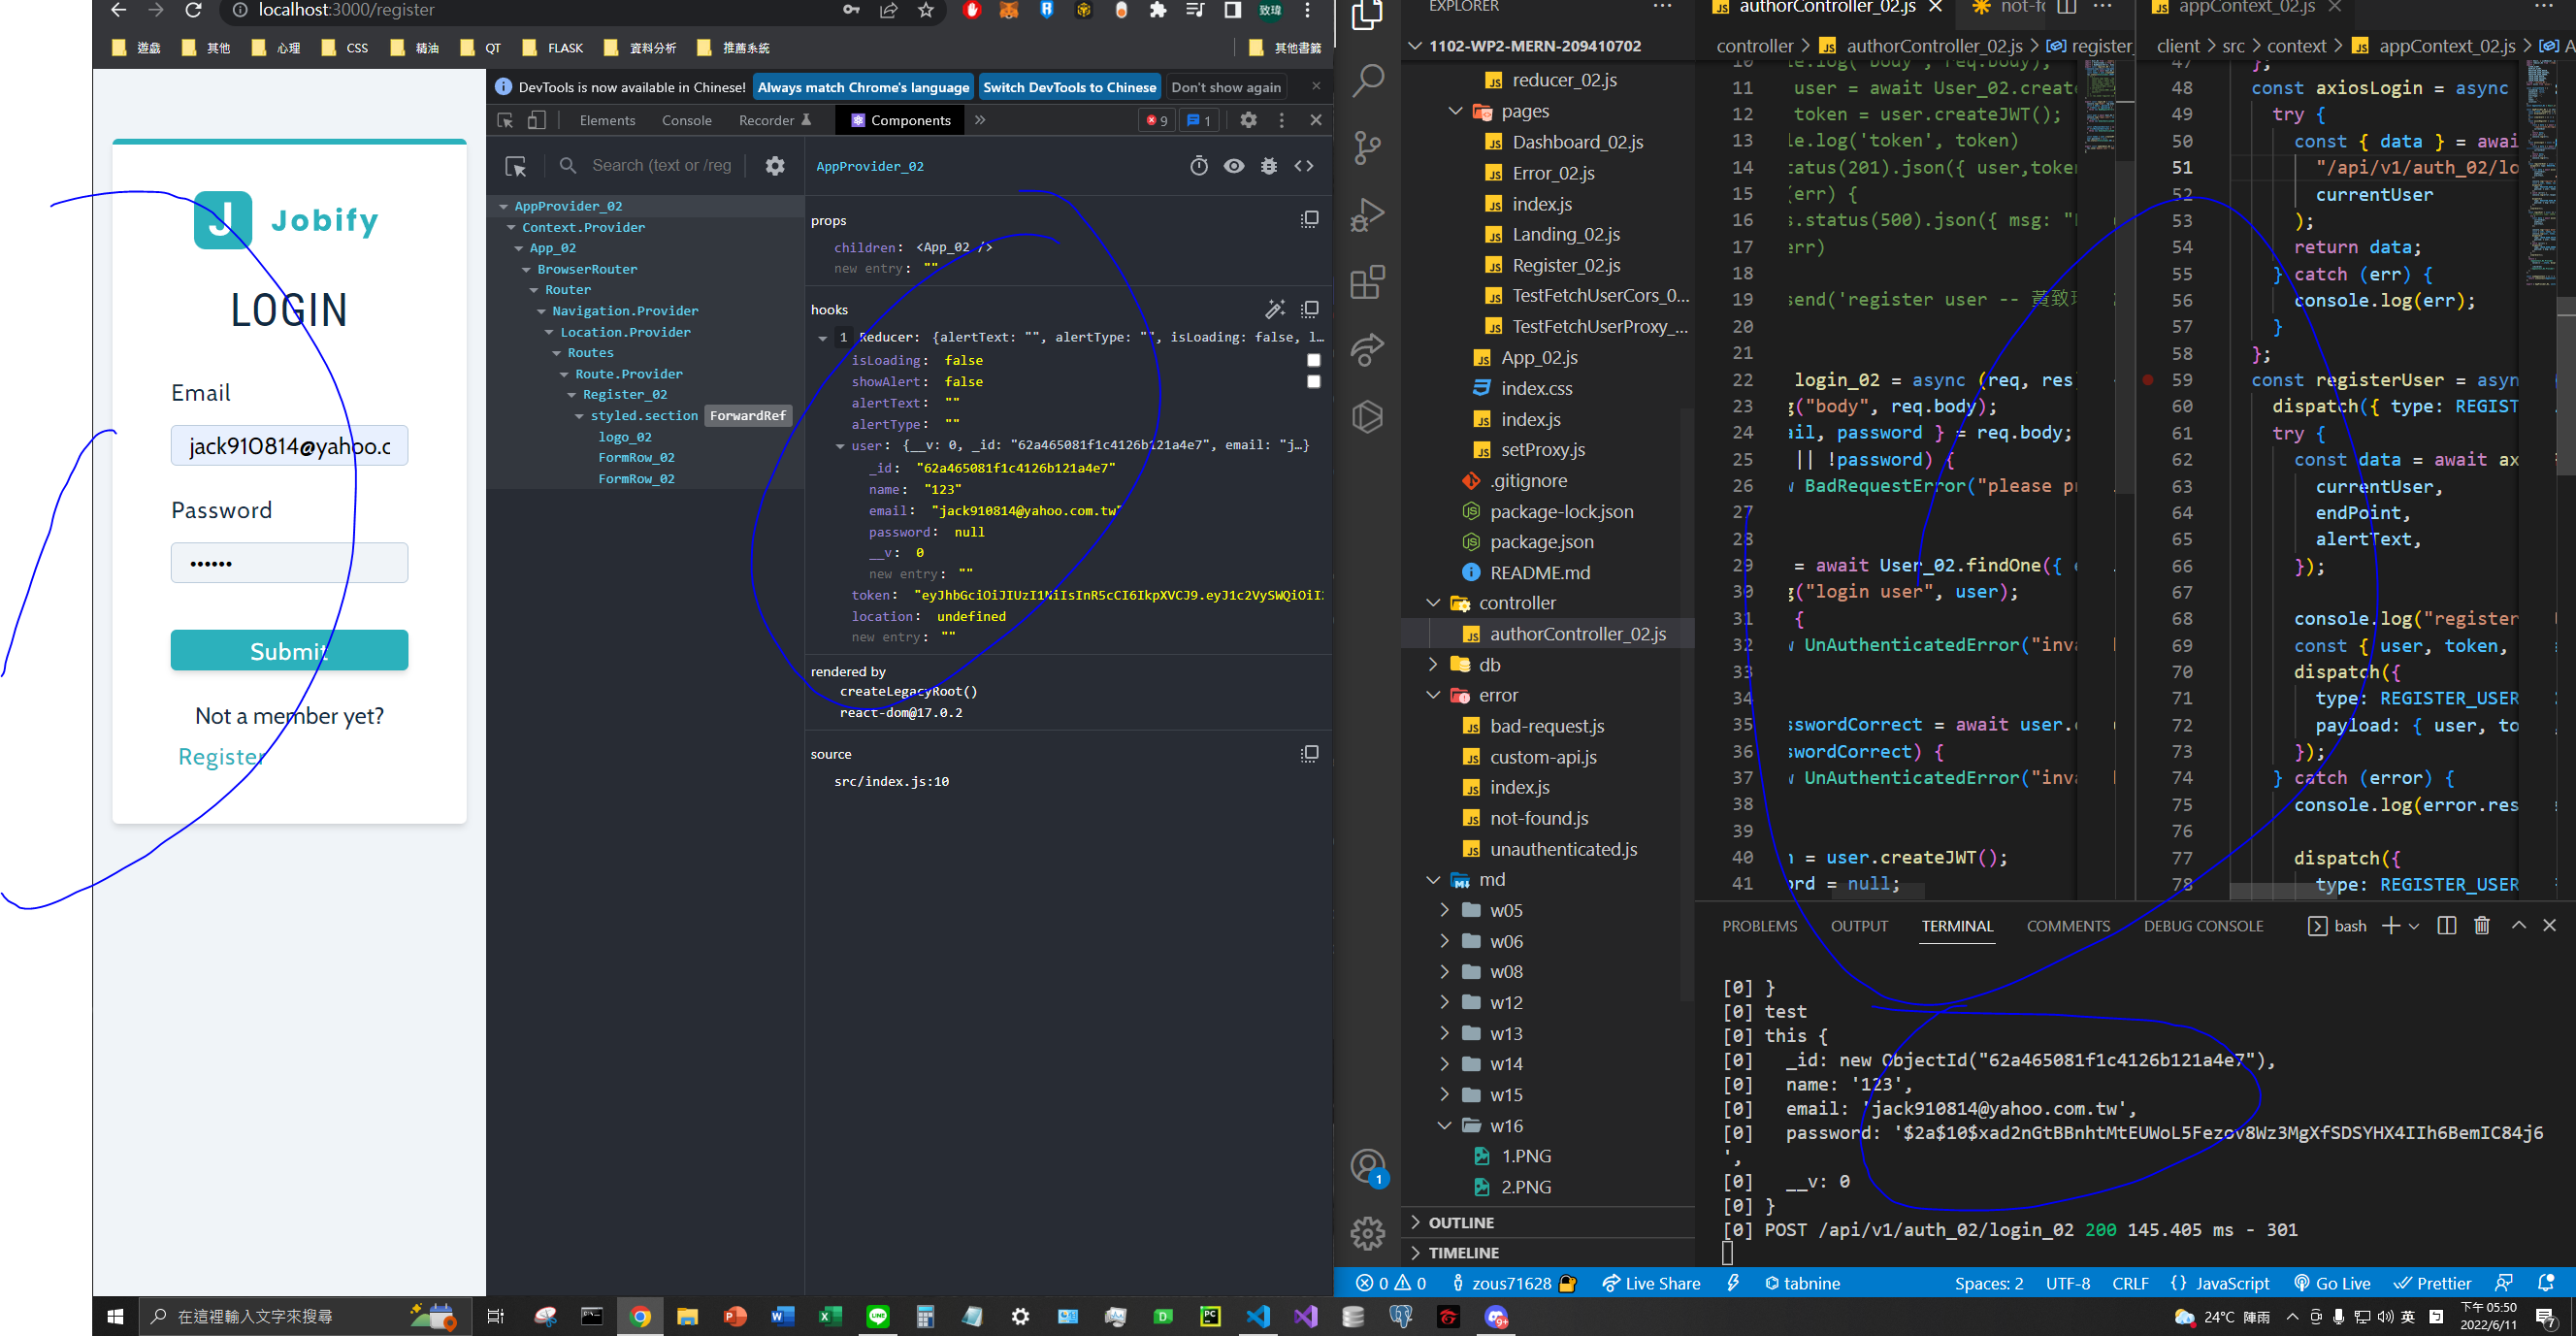 localhost:3000/register
致瑋
遊戲
其他
心理
CSS
精油
QT
FLASK
資料分析
推薦系統
其他書籤
Jobify
LOGIN
Email
jack910814@yahoo.c
Password
••••••
Submit
Not a member yet?
Register
DevTools is now available in Chinese!
Always match Chrome's language
Switch DevTools to Chinese
Don't show again
Elements
Console
Recorder
Components
9
1
Search (text or /reg
AppProvider_02
Context.Provider
App_02
BrowserRouter
Router
Navigation.Provider
Location.Provider
Routes
Route.Provider
Register_02
styled.section ForwardRef
logo_02
FormRow_02
FormRow_02
AppProvider_02
props
children: <App_02 />
new entry: ""
hooks
1 Reducer: {alertText: "", alertType: "", isLoading: false, l…
isLoading: false
showAlert: false
alertText: ""
alertType: ""
user: {__v: 0, _id: "62a465081f1c4126b121a4e7", email: "j…}
_id: "62a465081f1c4126b121a4e7"
name: "123"
email: "jack910814@yahoo.com.tw"
password: null
__v: 0
new entry: ""
token: "eyJhbGciOiJIUzI1NiIsInR5cCI6IkpXVCJ9.eyJ1c2VySWQiOiI
location: undefined
new entry: ""
rendered by
createLegacyRoot()
react-dom@17.0.2
source
src/index.js:10
EXPLORER
1102-WP2-MERN-209410702
reducer_02.js
pages
Dashboard_02.js
Error_02.js
index.js
Landing_02.js
Register_02.js
TestFetchUserCors_0...
TestFetchUserProxy_...
App_02.js
index.css
index.js
setProxy.js
.gitignore
package-lock.json
package.json
README.md
controller
authorController_02.js
db
error
bad-request.js
custom-api.js
index.js
not-found.js
unauthenticated.js
md
w05
w06
w08
w12
w13
w14
w15
w16
1.PNG
2.PNG
OUTLINE
TIMELINE
authorController_02.js
not-fo
controller > authorController_02.js > register_
10 e.log("body", req.body);
11 user = await User_02.creat
12 token = user.createJWT();
13 le.log('token', token)
14 tatus(201).json({ user,token
15 (err) {
16 s.status(500).json({ msg: "
17 err)
18
19 send('register user -- 黃致瑋
20
21
22 login_02 = async (req, res)
23 g("body", req.body);
24 ail, password } = req.body;
25 || !password) {
26 w BadRequestError("please p
27
28
29 = await User_02.findOne({
30 g("login user", user);
31 {
32 w UnAuthenticatedError("inva
33
34
35 sswordCorrect = await user.
36 swordCorrect) {
37 w UnAuthenticatedError("inva
38
39
40 n = user.createJWT();
41 ord = null;
appContext_02.js
client > src > context > appContext_02.js > A
47 };
48 const axiosLogin = async
49 try {
50 const { data } = awai
51 "/api/v1/auth_02/lo
52 currentUser
53 );
54 return data;
55 } catch (err) {
56 console.log(err);
57 }
58 };
59 const registerUser = asyn
60 dispatch({ type: REGIST
61 try {
62 const data = await ax
63 currentUser,
64 endPoint,
65 alertText,
66 });
67
68 console.log("register
69 const { user, token,
70 dispatch({
71 type: REGISTER_USER
72 payload: { user, to
73 });
74 } catch (error) {
75 console.log(error.res
76
77 dispatch({
78 type: REGISTER_USER
PROBLEMS
OUTPUT
TERMINAL
COMMENTS
DEBUG CONSOLE
bash
[0] }
[0] test
[0] this {
[0] _id: new ObjectId("62a465081f1c4126b121a4e7"),
[0] name: '123',
[0] email: 'jack910814@yahoo.com.tw',
[0] password: '$2a$10$xad2nGtBBnhtMtEUWoL5Fezov8Wz3MgXfSDSYHX4IIh6BemIC84j6
',
[0] __v: 0
[0] }
[0] POST /api/v1/auth_02/login_02 200 145.405 ms - 301
1
0 0
zous71628
Live Share
tabnine
Spaces: 2
UTF-8
CRLF
{ } JavaScript
Go Live
Prettier
在這裡輸入文字來搜尋
24°C 陣雨
英
下午 05:50
2022/6/11
7